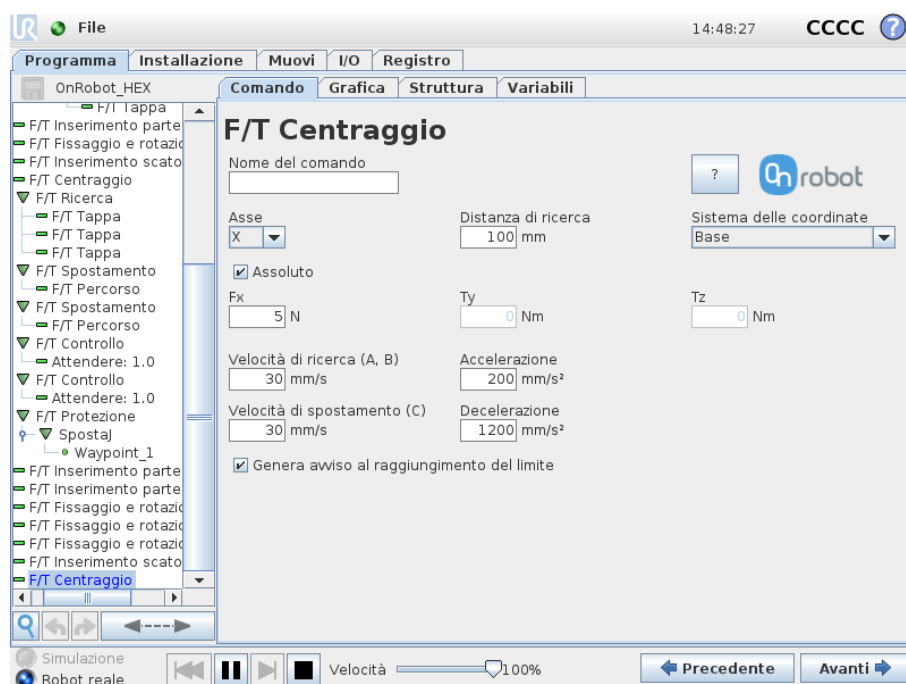 File 14:48:27 CCCC ?
Programma Installazione Muovi I/O Registro
OnRobot_HEX
Comando Grafica Struttura Variabili
F/T Tappa
F/T Inserimento parte
F/T Fissaggio e rotazio
F/T Inserimento scato
F/T Centraggio
F/T Ricerca
F/T Tappa
F/T Tappa
F/T Tappa
F/T Spostamento
F/T Percorso
F/T Spostamento
F/T Percorso
F/T Controllo
Attendere: 1.0
F/T Controllo
Attendere: 1.0
F/T Protezione
SpostaJ
Waypoint_1
F/T Inserimento parte
F/T Inserimento parte
F/T Fissaggio e rotazio
F/T Fissaggio e rotazio
F/T Fissaggio e rotazio
F/T Inserimento scato
F/T Centraggio
F/T Centraggio
Nome del comando
? On robot
Asse Distanza di ricerca Sistema delle coordinate
X 100 mm Base
Assoluto
Fx Ty Tz
5 N 0 Nm 0 Nm
Velocità di ricerca (A, B) Accelerazione
30 mm/s 200 mm/s²
Velocità di spostamento (C) Decelerazione
30 mm/s 1200 mm/s²
Genera avviso al raggiungimento del limite
Simulazione
Robot reale
Velocità 100%
Precedente Avanti